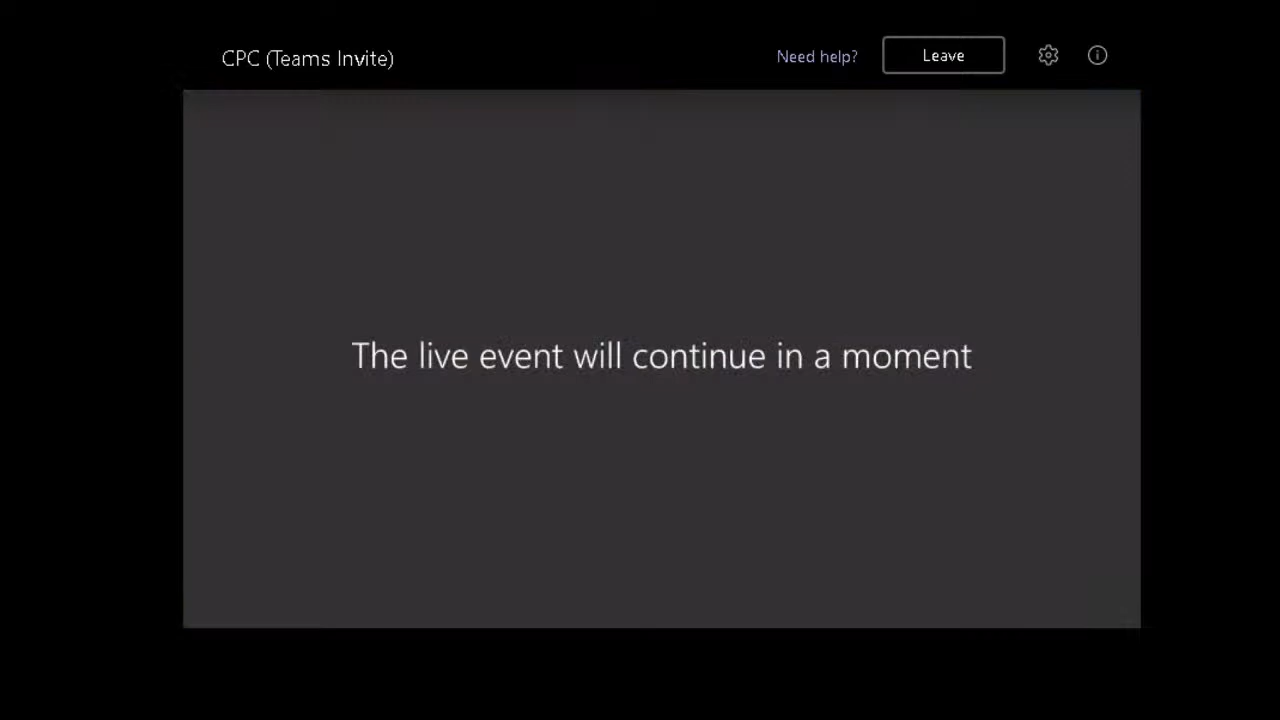 CPC (Teams Invite)
Need help?
Leave
The live event will continue in a moment